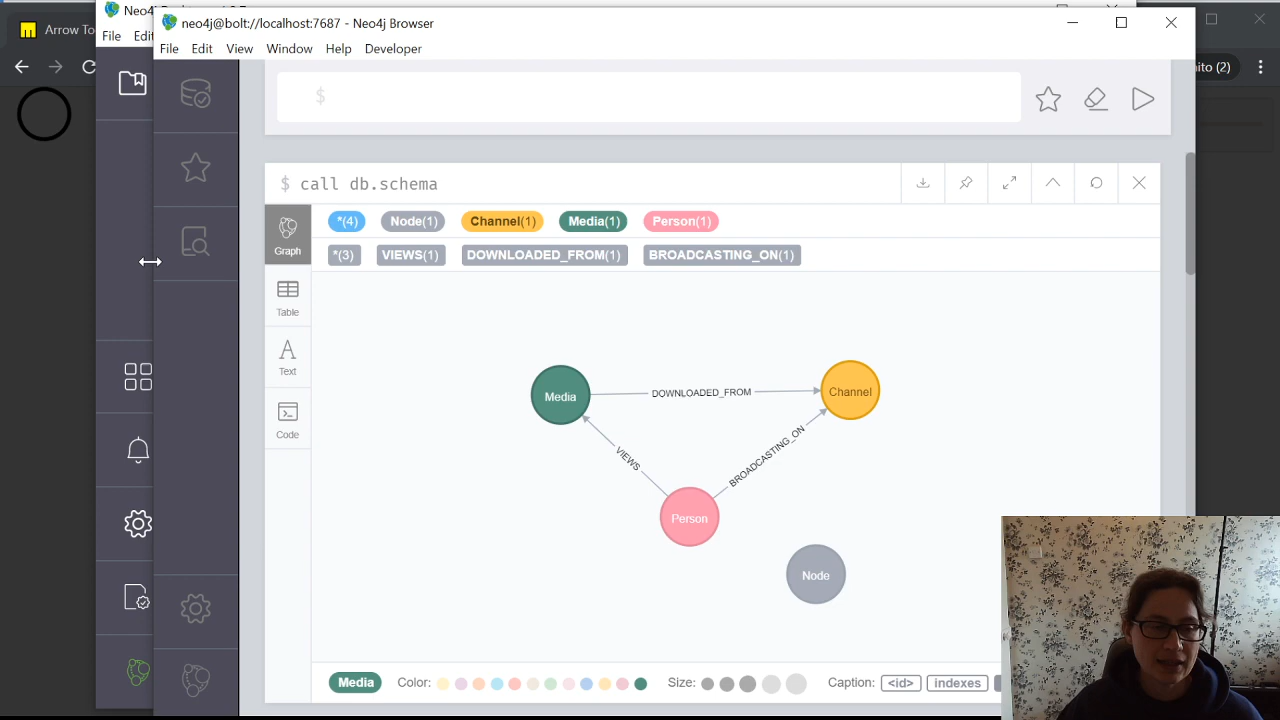 Arrow To
Neo4j
neo4j@bolt://localhost:7687 - Neo4j Browser
File Edi
File Edit View Window Help Developer
ito (2)
$
$ call db.schema
*(4) Node(1) Channel(1) Media(1) Person(1)
Graph
*(3) VIEWS(1) DOWNLOADED_FROM(1) BROADCASTING_ON(1)
Table
Text
Code
Media
DOWNLOADED_FROM
Channel
VIEWS
BROADCASTING_ON
Person
Node
Media Color: Size: Caption: <id> indexes